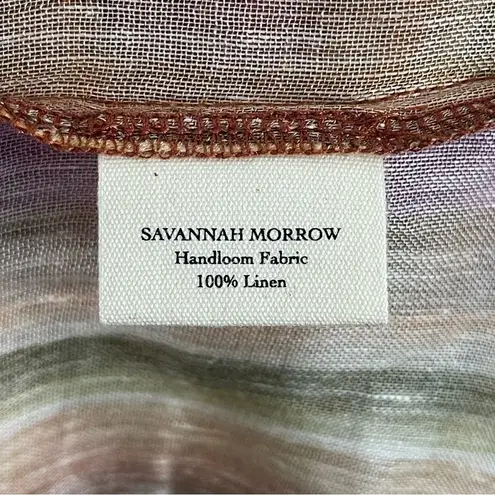 SAVANNAH MORROW
Handloom Fabric
100% Linen